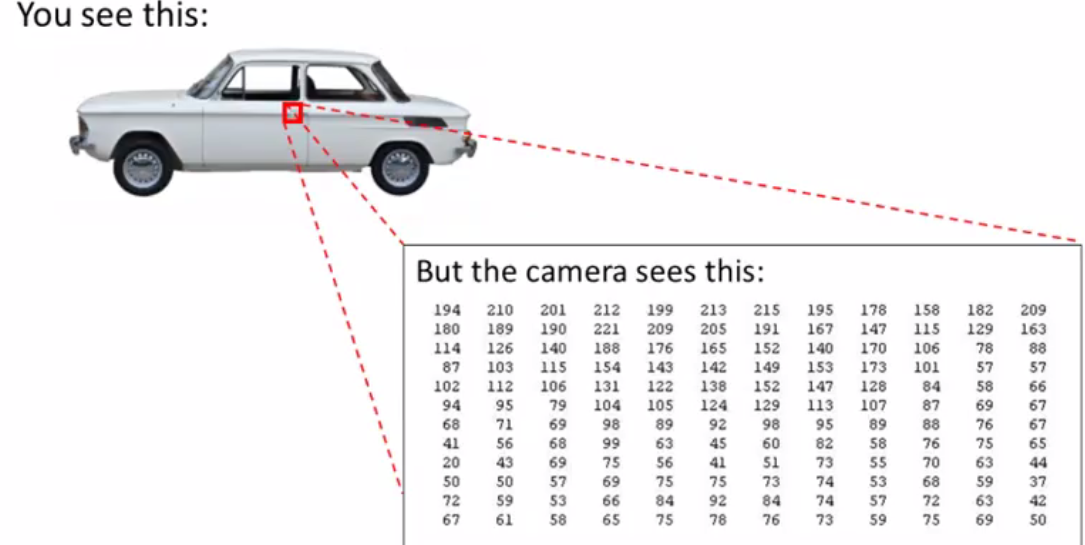 You see this:
But the camera sees this:
194 210 201 212 199 213 215 195 178 158 182 209
180 189 190 221 209 205 191 167 147 115 129 163
114 126 140 188 176 165 152 140 170 106 78 88
87 103 115 154 143 142 149 153 173 101 57 57
102 112 106 131 122 138 152 147 128 84 58 66
94 95 79 104 105 124 129 113 107 87 69 67
68 71 69 98 89 92 98 95 89 88 76 67
41 56 68 99 63 45 60 82 58 76 75 65
20 43 69 75 56 41 51 73 55 70 63 44
50 50 57 69 75 75 73 74 53 68 59 37
72 59 53 66 84 92 84 74 57 72 63 42
67 61 58 65 75 78 76 73 59 75 69 50